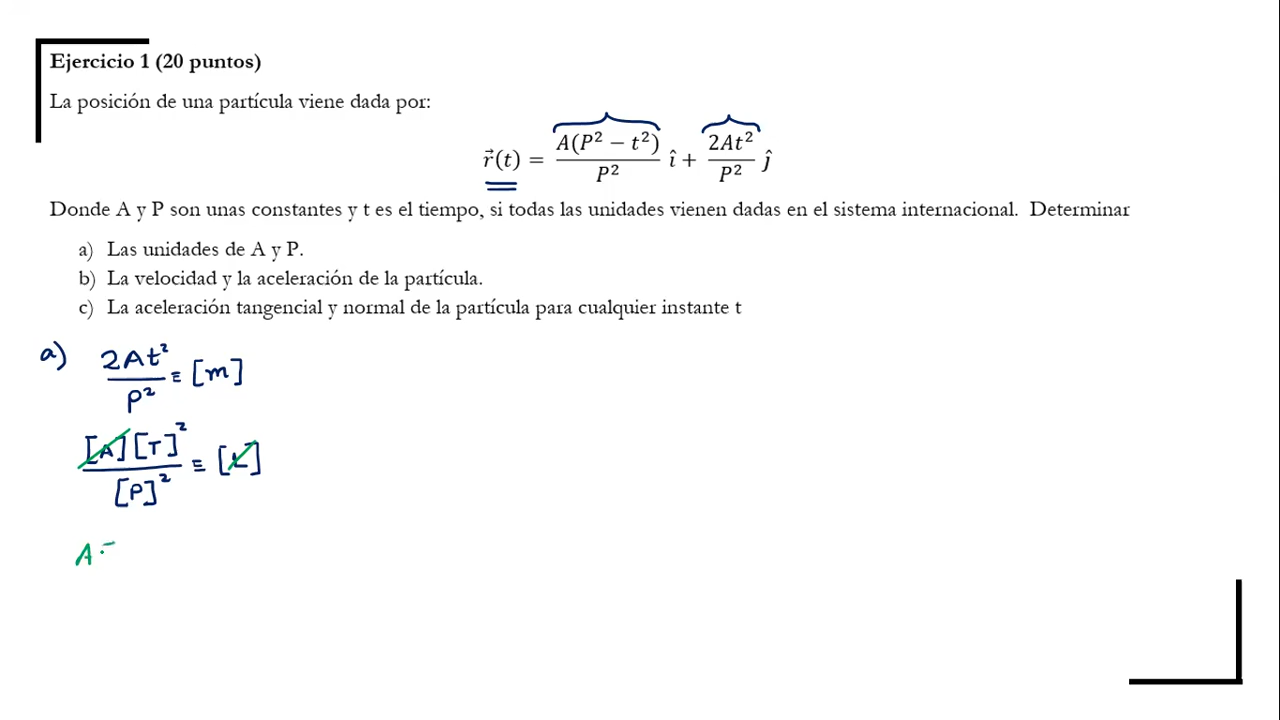 Ejercicio 1 (20 puntos)
La posición de una partícula viene dada por:
r⃗(t) = A(P² − t²)/P² î + 2At²/P² ĵ
Donde A y P son unas constantes y t es el tiempo, si todas las unidades vienen dadas en el sistema internacional. Determinar
a) Las unidades de A y P.
b) La velocidad y la aceleración de la partícula.
c) La aceleración tangencial y normal de la partícula para cualquier instante t
a) 2At²/P² ≡ [m]
[A][T]²/[P]² ≡ [L]
A =